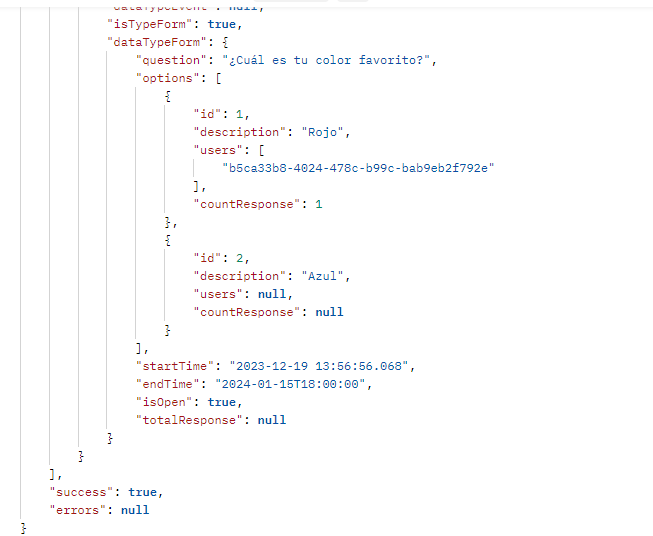 "dataTypeEvent": null,
"isTypeForm": true,
"dataTypeForm": {
"question": "¿Cuál es tu color favorito?",
"options": [
{
"id": 1,
"description": "Rojo",
"users": [
"b5ca33b8-4024-478c-b99c-bab9eb2f792e"
],
"countResponse": 1
},
{
"id": 2,
"description": "Azul",
"users": null,
"countResponse": null
}
],
"startTime": "2023-12-19 13:56:56.068",
"endTime": "2024-01-15T18:00:00",
"isOpen": true,
"totalResponse": null
}
}
],
"success": true,
"errors": null
}